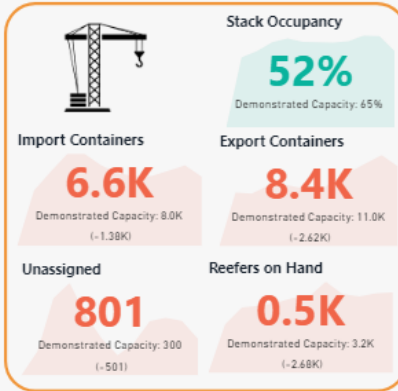 Stack Occupancy
52%
Demonstrated Capacity: 65%
Import Containers
6.6K
Demonstrated Capacity: 8.0K
(-1.38K)
Export Containers
8.4K
Demonstrated Capacity: 11.0K
(-2.62K)
Unassigned
801
Demonstrated Capacity: 300
(-501)
Reefers on Hand
0.5K
Demonstrated Capacity: 3.2K
(-2.68K)